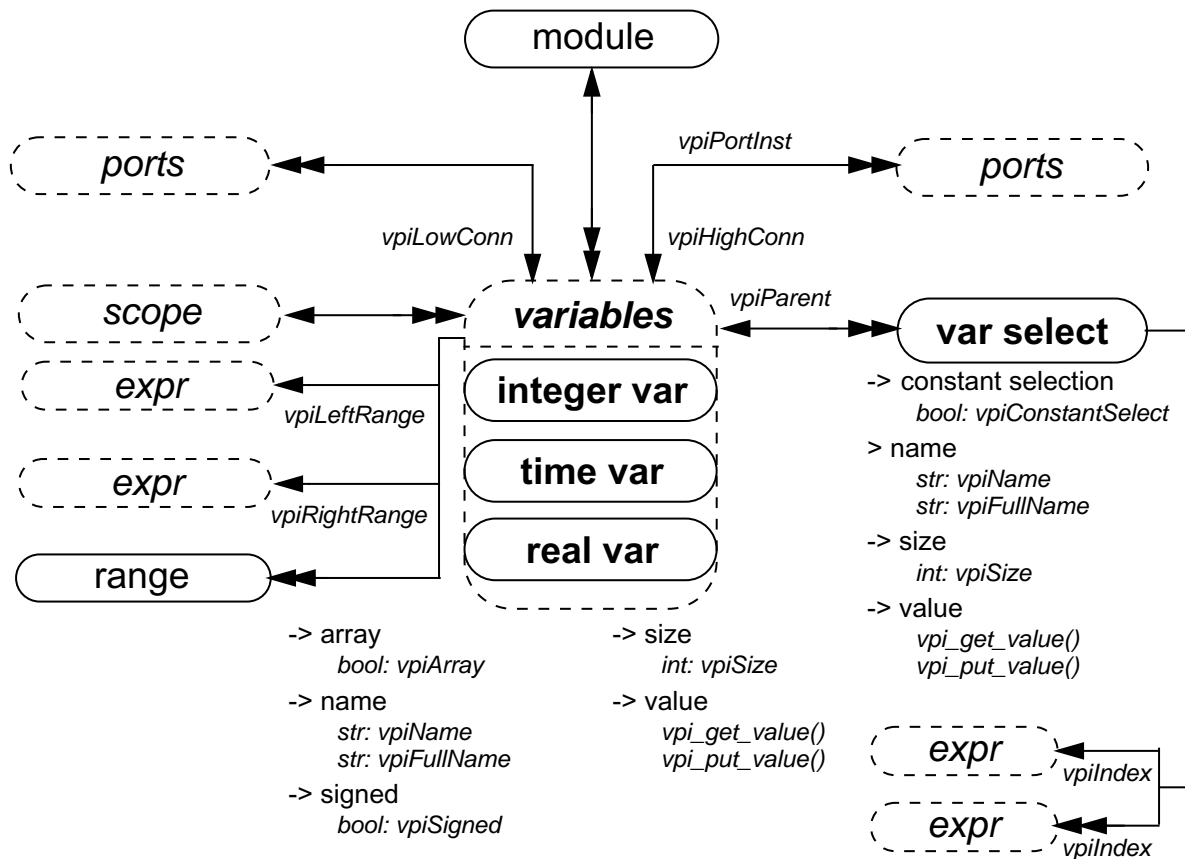 module
vpiPortInst
ports
ports
vpiLowConn
vpiHighConn
scope
variables
vpiParent
var select
expr
vpiLeftRange
integer var
-> constant selection
bool: vpiConstantSelect
> name
str: vpiName
str: vpiFullName
expr
vpiRightRange
time var
real var
range
-> size
int: vpiSize
-> value
vpi_get_value()
vpi_put_value()
-> array
bool: vpiArray
-> name
str: vpiName
str: vpiFullName
-> signed
bool: vpiSigned
-> size
int: vpiSize
-> value
vpi_get_value()
vpi_put_value()
expr
vpiIndex
expr
vpiIndex